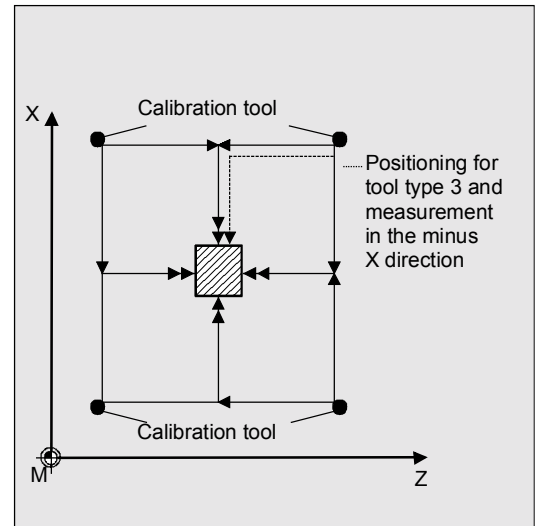 Calibration tool
X
Positioning for
tool type 3 and
measurement
in the minus
X direction
Calibration tool
M
Z